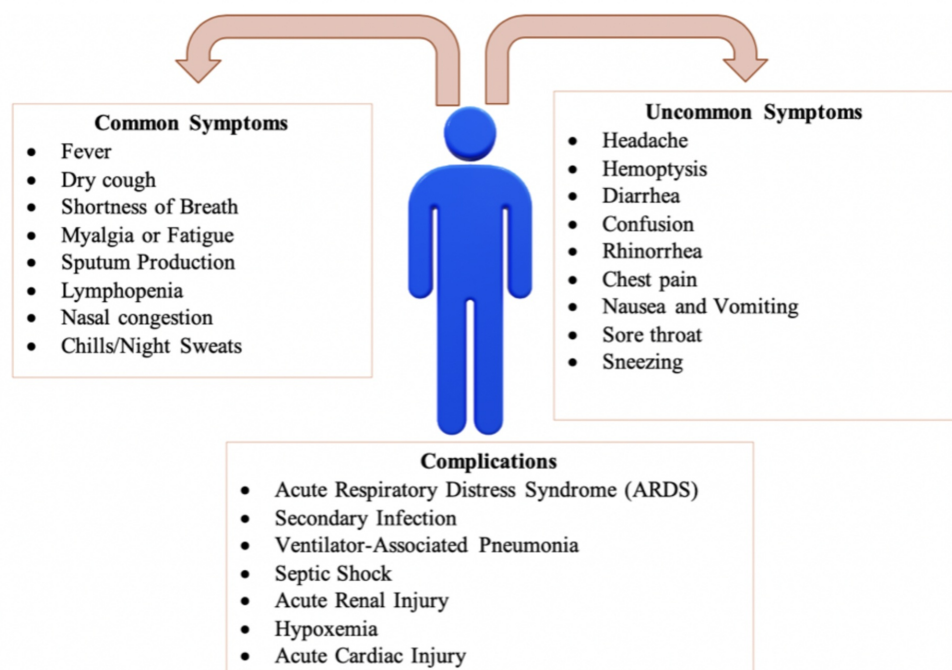 Common Symptoms
• Fever
• Dry cough
• Shortness of Breath
• Myalgia or Fatigue
• Sputum Production
• Lymphopenia
• Nasal congestion
• Chills/Night Sweats
Uncommon Symptoms
• Headache
• Hemoptysis
• Diarrhea
• Confusion
• Rhinorrhea
• Chest pain
• Nausea and Vomiting
• Sore throat
• Sneezing
Complications
• Acute Respiratory Distress Syndrome (ARDS)
• Secondary Infection
• Ventilator-Associated Pneumonia
• Septic Shock
• Acute Renal Injury
• Hypoxemia
• Acute Cardiac Injury